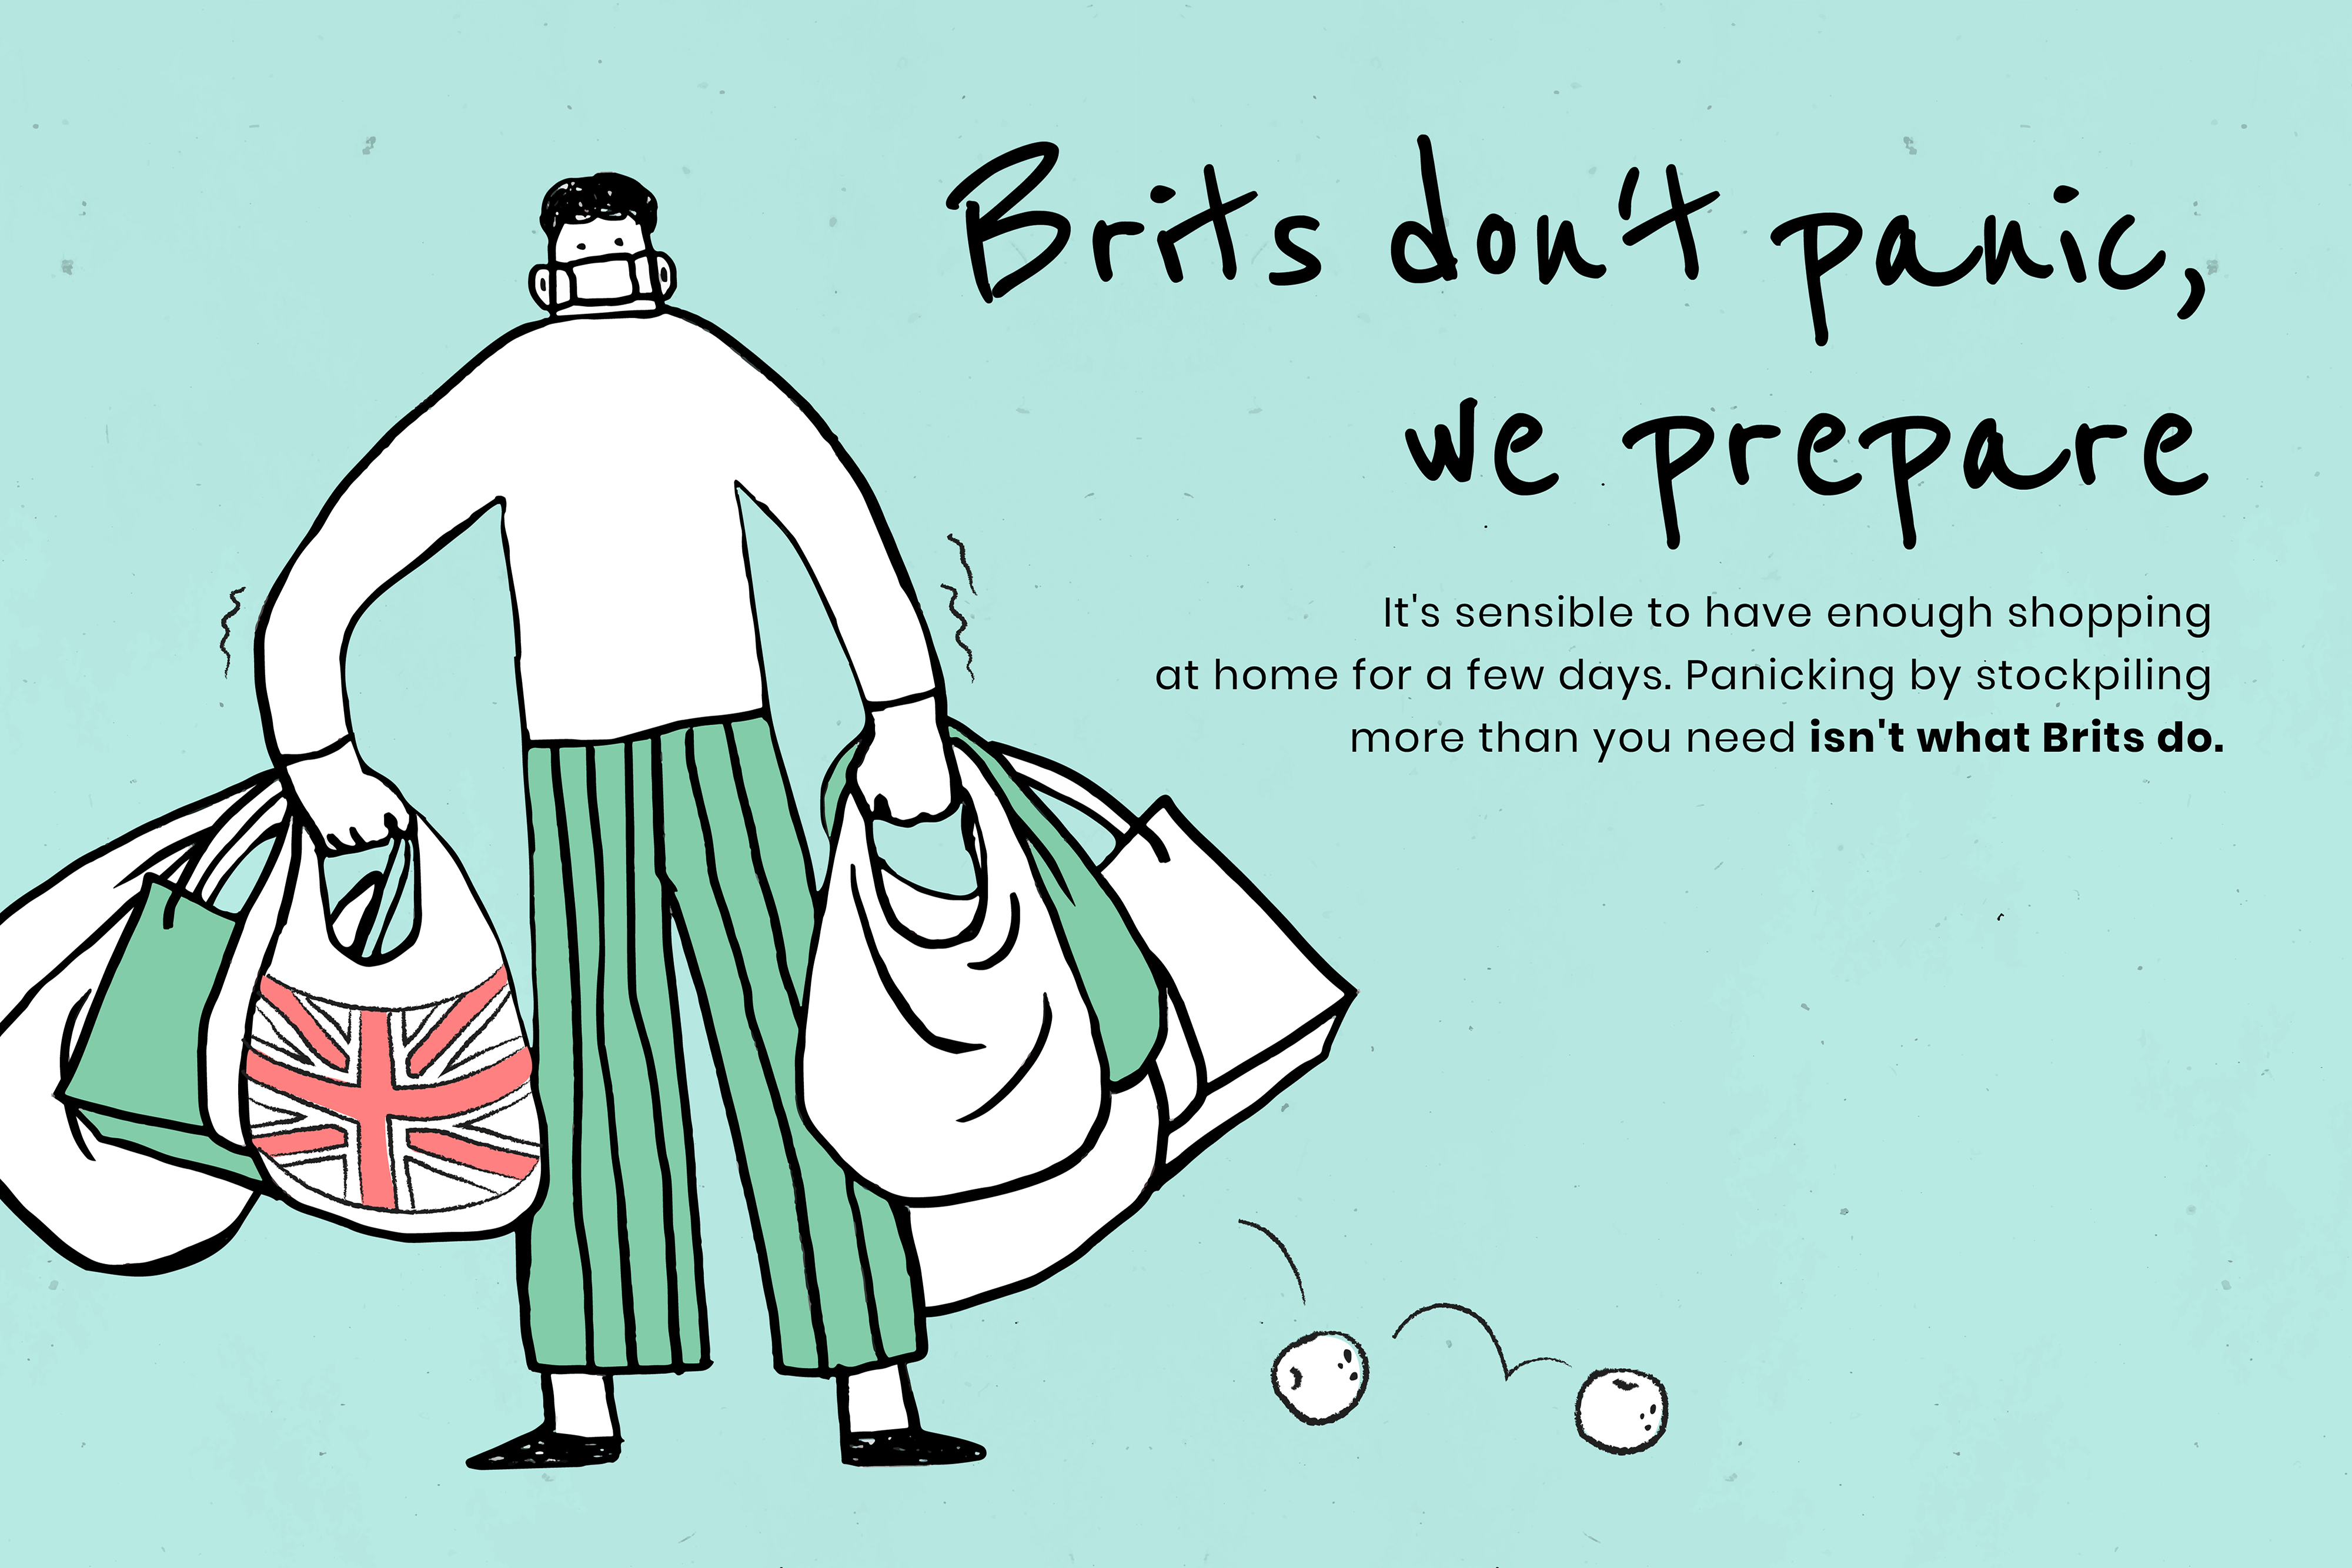 Brits don't panic,
we prepare
It's sensible to have enough shopping
at home for a few days. Panicking by stockpiling
more than you need isn't what Brits do.